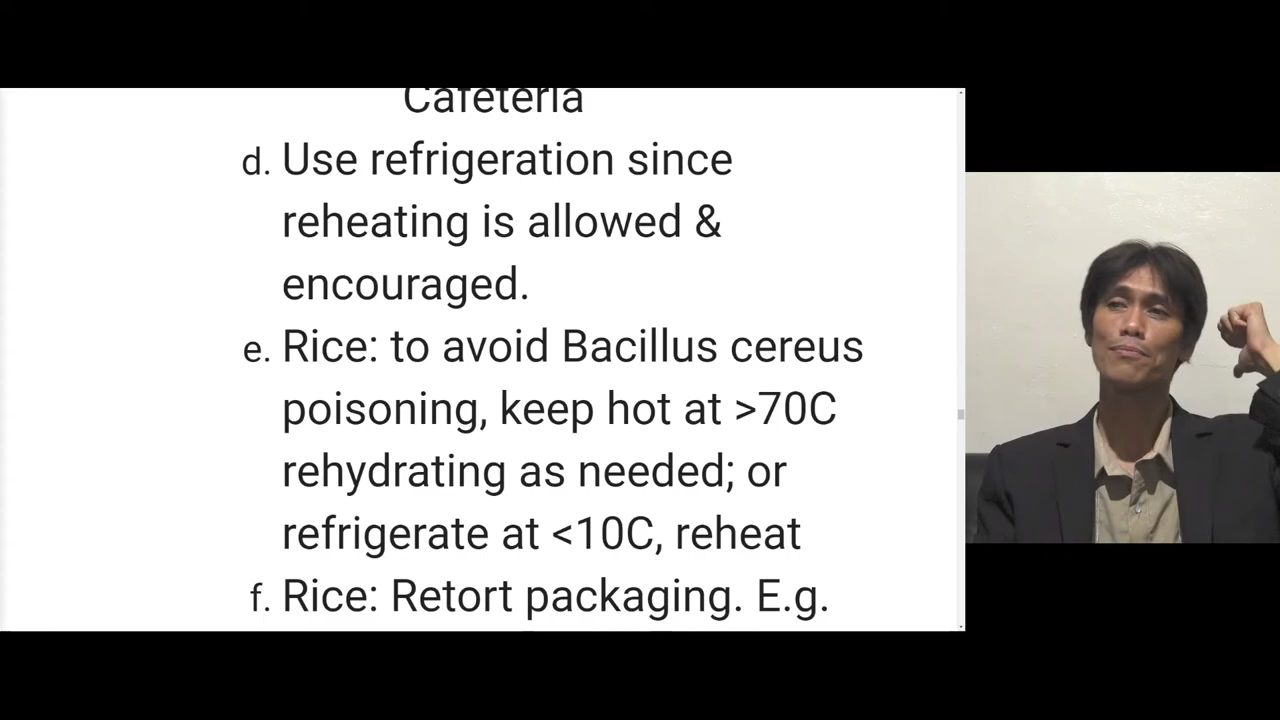 Cafeteria
d. Use refrigeration since
reheating is allowed &
encouraged.
e. Rice: to avoid Bacillus cereus
poisoning, keep hot at >70C
rehydrating as needed; or
refrigerate at <10C, reheat
f. Rice: Retort packaging. E.g.